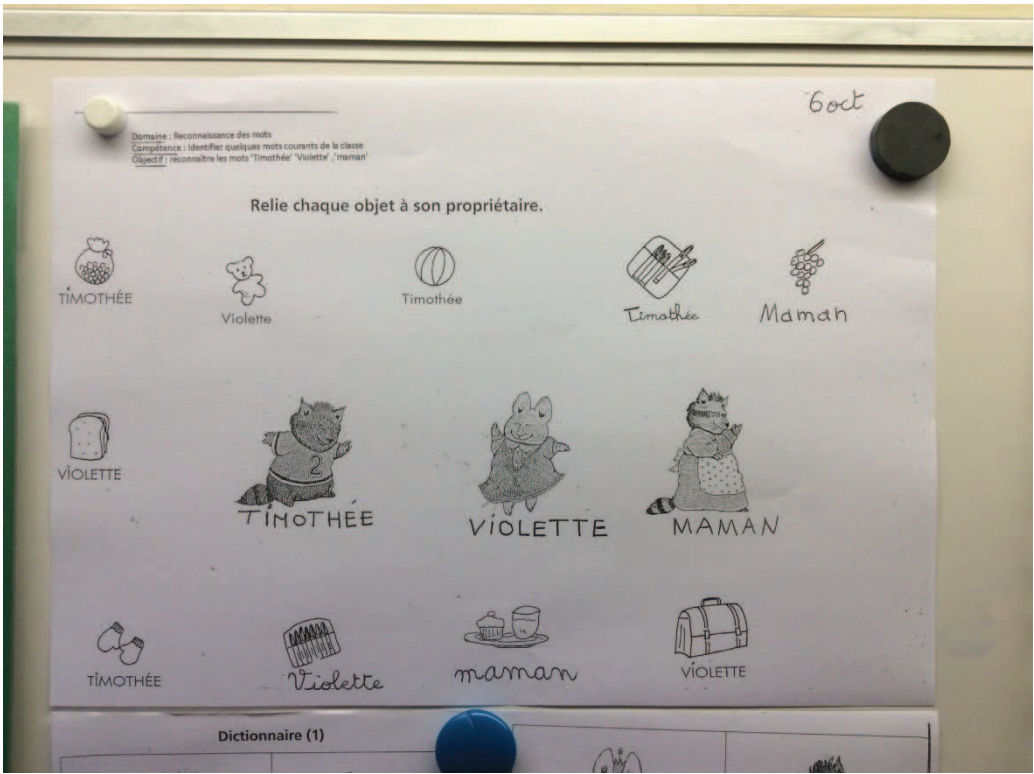 6 oct
Domaine : Reconnaissance des mots
Compétence : Identifier quelques mots courants de la classe
Objectif : reconnaître les mots 'Timothée' 'Violette' ,'maman'
Relie chaque objet à son propriétaire.
TIMOTHÉE
Violette
Timothée
Timothée
Maman
VIOLETTE
TIMOTHÉE
VIOLETTE
MAMAN
TIMOTHÉE
Violette
maman
VIOLETTE
Dictionnaire (1)